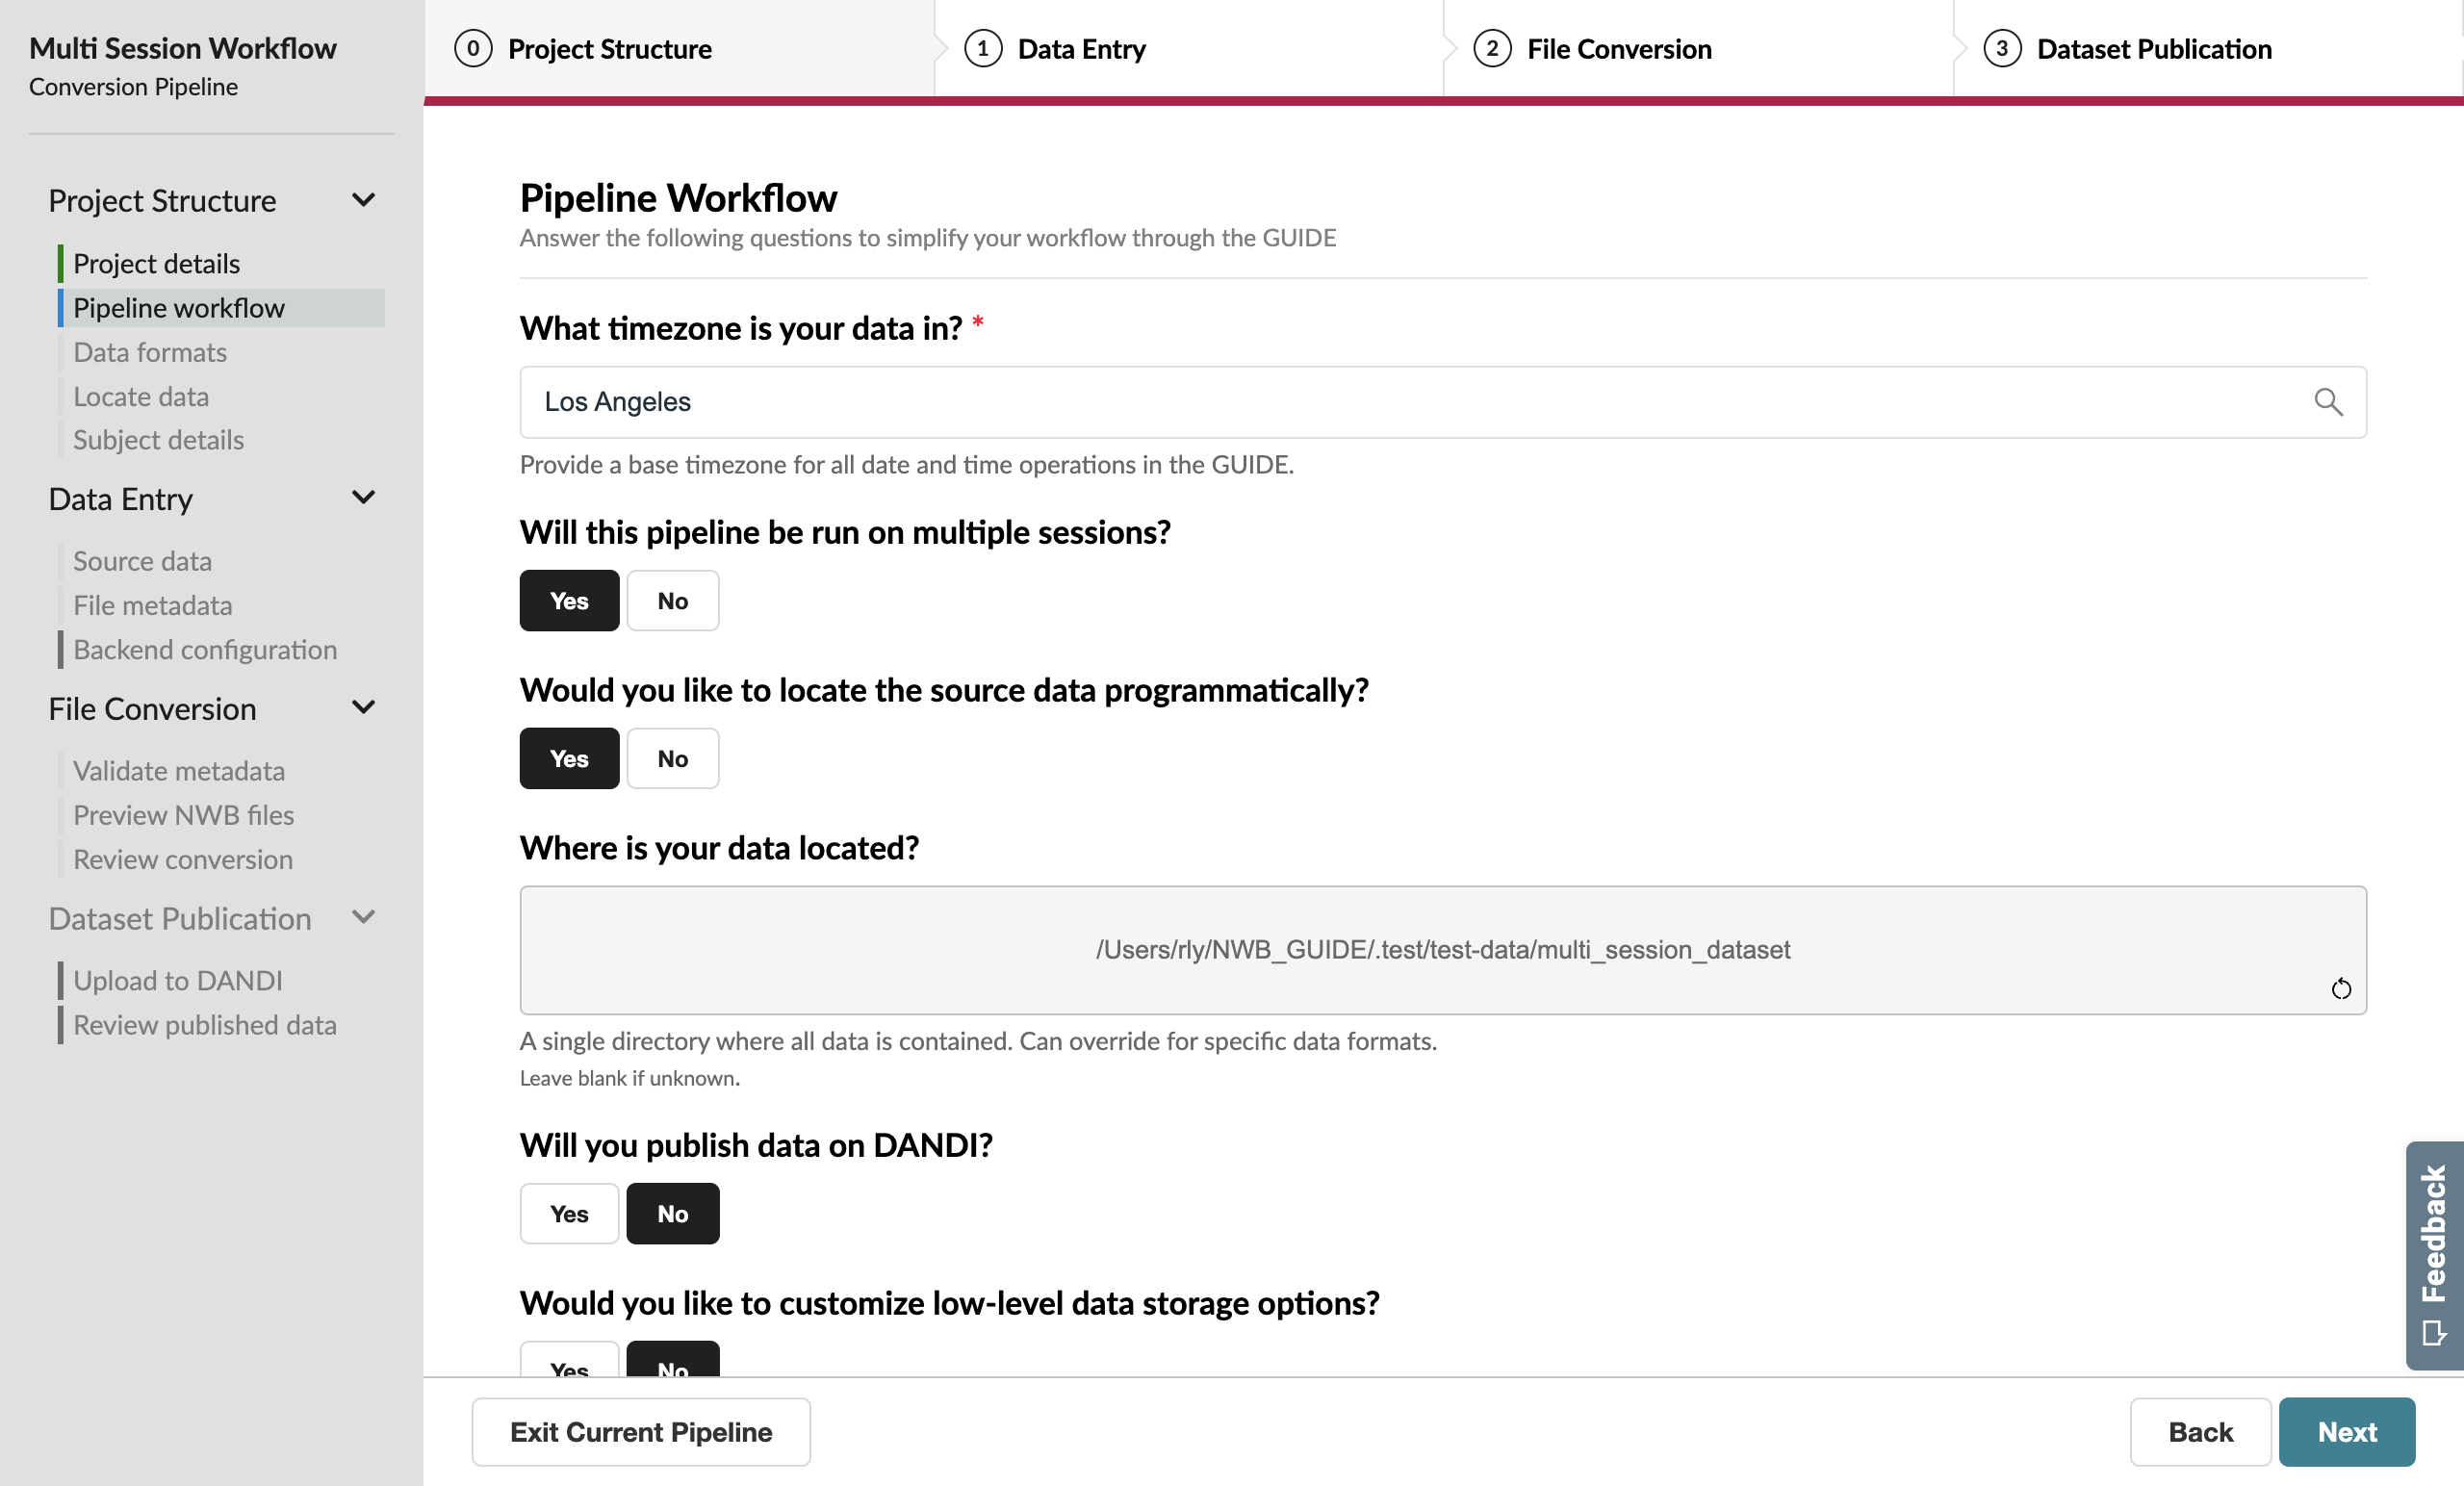 Multi Session Workflow
Conversion Pipeline
Project Structure
Project details
Pipeline workflow
Data formats
Locate data
Subject details
Data Entry
Source data
File metadata
Backend configuration
File Conversion
Validate metadata
Preview NWB files
Review conversion
Dataset Publication
Upload to DANDI
Review published data
0 Project Structure
1 Data Entry
2 File Conversion
3 Dataset Publication
Pipeline Workflow
Answer the following questions to simplify your workflow through the GUIDE
What timezone is your data in? *
Los Angeles
Provide a base timezone for all date and time operations in the GUIDE.
Will this pipeline be run on multiple sessions?
Yes No
Would you like to locate the source data programmatically?
Yes No
Where is your data located?
/Users/rly/NWB_GUIDE/.test/test-data/multi_session_dataset
A single directory where all data is contained. Can override for specific data formats.
Leave blank if unknown.
Will you publish data on DANDI?
Yes No
Would you like to customize low-level data storage options?
Yes No
Feedback
Exit Current Pipeline
Back Next